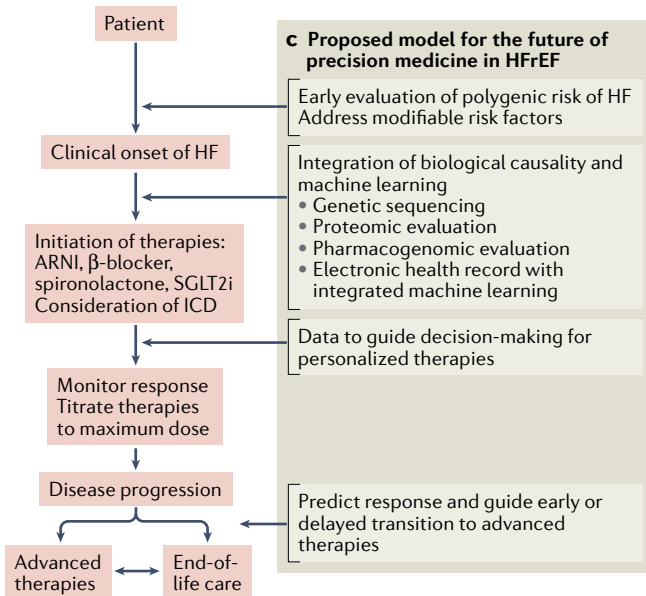 Patient
c Proposed model for the future of
precision medicine in HFrEF
Early evaluation of polygenic risk of HF
Address modifiable risk factors
Clinical onset of HF
Integration of biological causality and
machine learning
• Genetic sequencing
• Proteomic evaluation
• Pharmacogenomic evaluation
• Electronic health record with
integrated machine learning
Initiation of therapies:
ARNI, β-blocker,
spironolactone, SGLT2i
Consideration of ICD
Data to guide decision-making for
personalized therapies
Monitor response
Titrate therapies
to maximum dose
Disease progression
Predict response and guide early or
delayed transition to advanced
therapies
Advanced
therapies
End-of-
life care